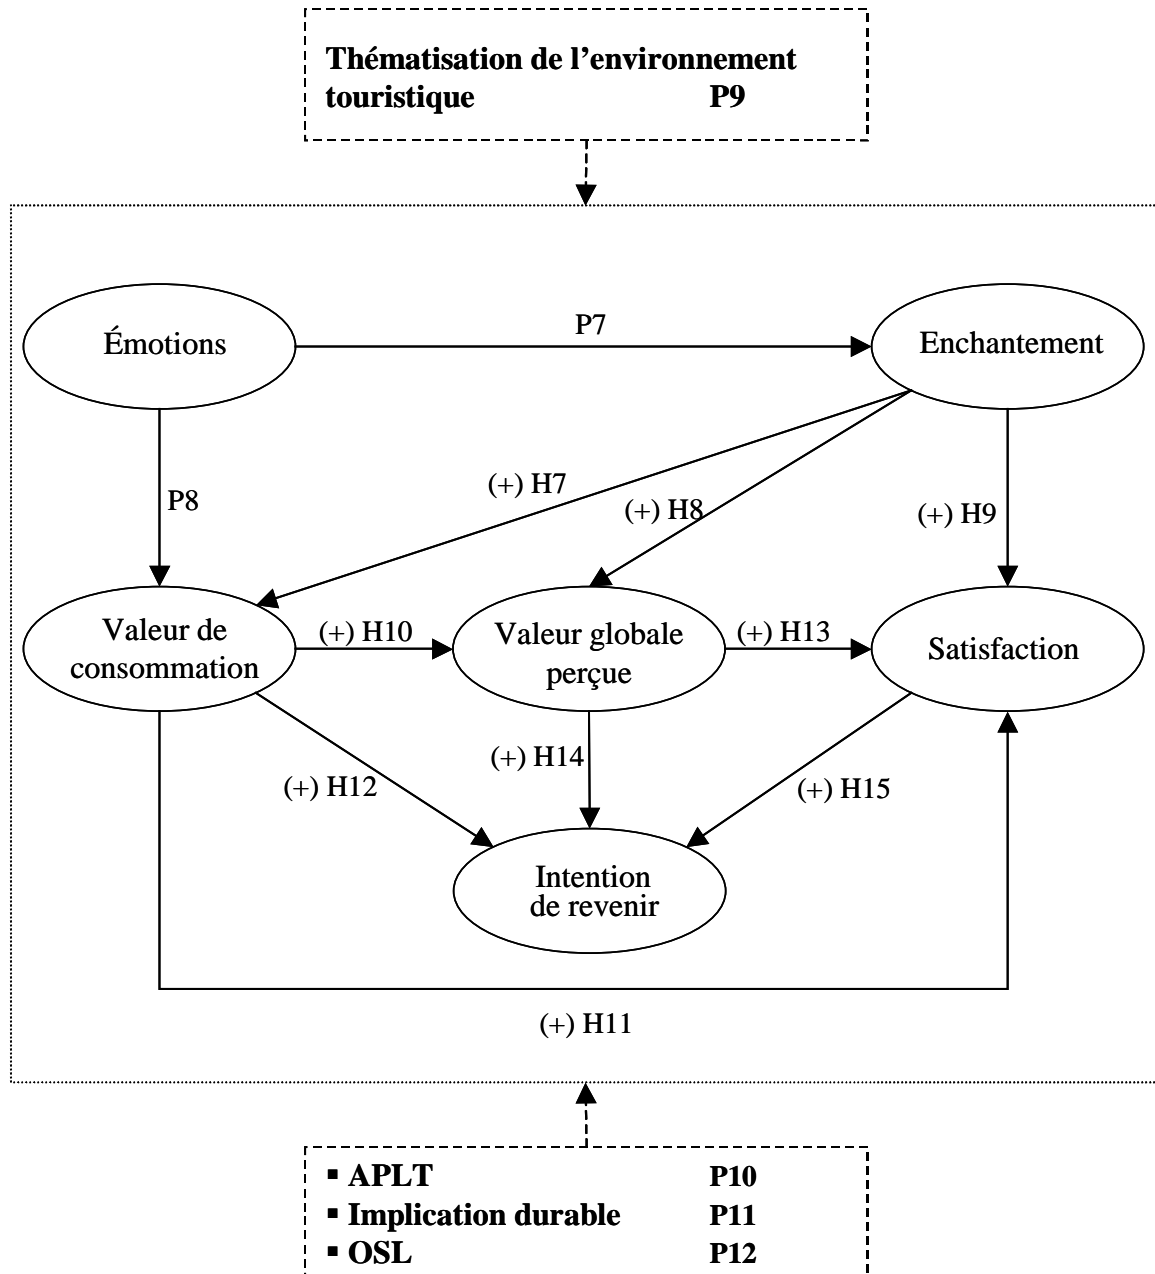 Thématisation de l'environnement
touristique P9
Émotions
P7
Enchantement
P8
(+) H7
(+) H8
(+) H9
Valeur de
consommation
(+) H10
Valeur globale
perçue
(+) H13
Satisfaction
(+) H12
(+) H14
(+) H15
Intention
de revenir
(+) H11
▪ APLT P10
▪ Implication durable P11
▪ OSL P12